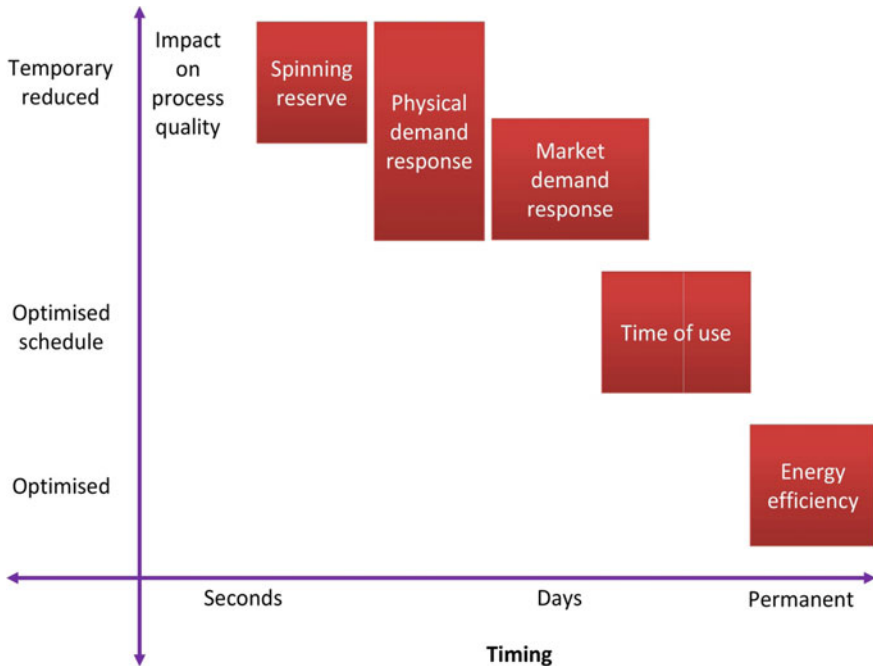 Temporary
reduced
Impact
on
process
quality
Spinning
reserve
Physical
demand
response
Market
demand
response
Optimised
schedule
Time of use
Optimised
Energy
efficiency
Seconds
Days
Permanent
Timing